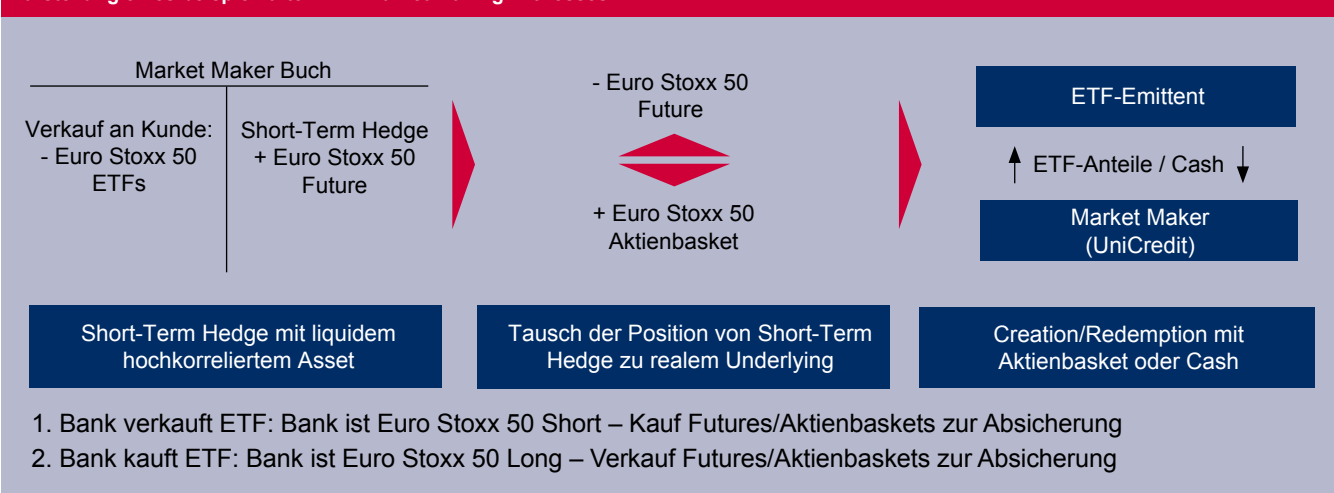 Market Maker Buch
Verkauf an Kunde:
- Euro Stoxx 50
ETFs
Short-Term Hedge
+ Euro Stoxx 50
Future
- Euro Stoxx 50
Future
+ Euro Stoxx 50
Aktienbasket
ETF-Emittent
ETF-Anteile / Cash
Market Maker
(UniCredit)
Short-Term Hedge mit liquidem
hochkorreliertem Asset
Tausch der Position von Short-Term
Hedge zu realem Underlying
Creation/Redemption mit
Aktienbasket oder Cash
1. Bank verkauft ETF: Bank ist Euro Stoxx 50 Short – Kauf Futures/Aktienbaskets zur Absicherung
2. Bank kauft ETF: Bank ist Euro Stoxx 50 Long – Verkauf Futures/Aktienbaskets zur Absicherung